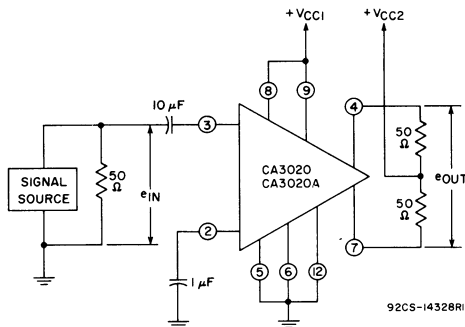 +VCC1
+VCC2
8
9
4
10 μF
3
50
Ω
CA3020
CA3020A
eOUT
SIGNAL
SOURCE
50
Ω
eIN
50
Ω
2
7
1 μF
5
6
12
92CS-14328RI